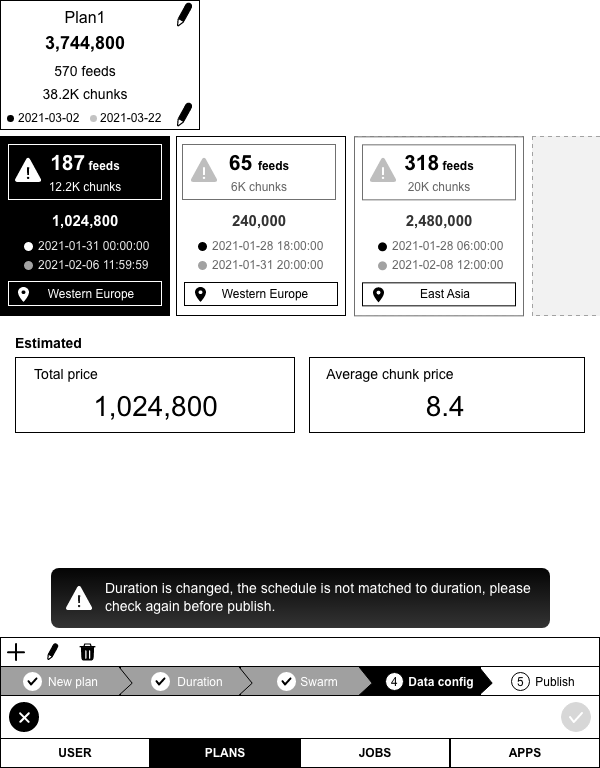 Plan1
3,744,800
570 feeds
38.2K chunks
2021-03-02 2021-03-22
187 feeds
12.2K chunks
1,024,800
2021-01-31 00:00:00
2021-02-06 11:59:59
Western Europe
65 feeds
6K chunks
240,000
2021-01-28 18:00:00
2021-01-31 20:00:00
Western Europe
318 feeds
20K chunks
2,480,000
2021-01-28 06:00:00
2021-02-08 12:00:00
East Asia
Estimated
Total price
1,024,800
Average chunk price
8.4
Duration is changed, the schedule is not matched to duration, please
check again before publish.
New plan Duration Swarm 4 Data config 5 Publish
USER PLANS JOBS APPS